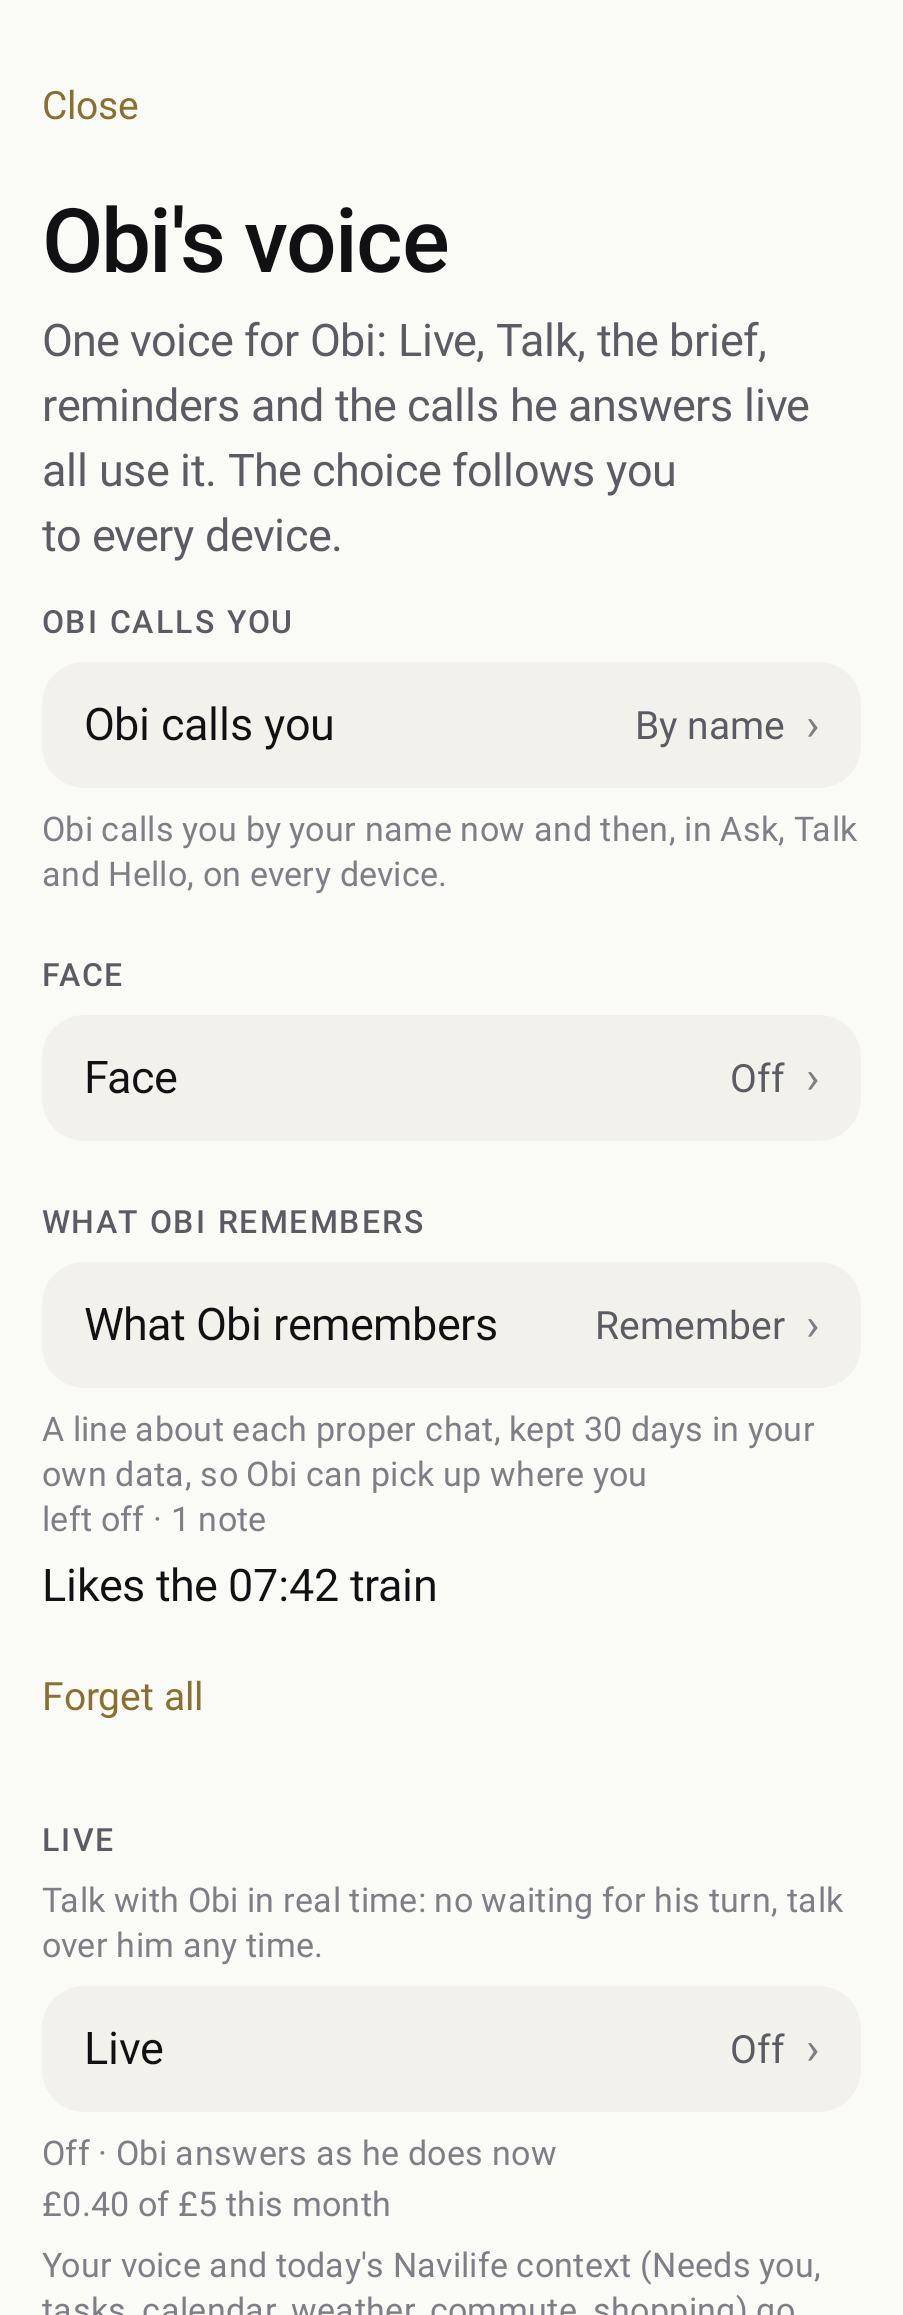 Close
Obi's voice
One voice for Obi: Live, Talk, the brief,
reminders and the calls he answers live
all use it. The choice follows you
to every device.
OBI CALLS YOU
Obi calls you By name ›
Obi calls you by your name now and then, in Ask, Talk
and Hello, on every device.
FACE
Face Off ›
WHAT OBI REMEMBERS
What Obi remembers Remember ›
A line about each proper chat, kept 30 days in your
own data, so Obi can pick up where you
left off · 1 note
Likes the 07:42 train
Forget all
LIVE
Talk with Obi in real time: no waiting for his turn, talk
over him any time.
Live Off ›
Off · Obi answers as he does now
£0.40 of £5 this month
Your voice and today's Navilife context (Needs you,
tasks, calendar, weather, commute, shopping) go